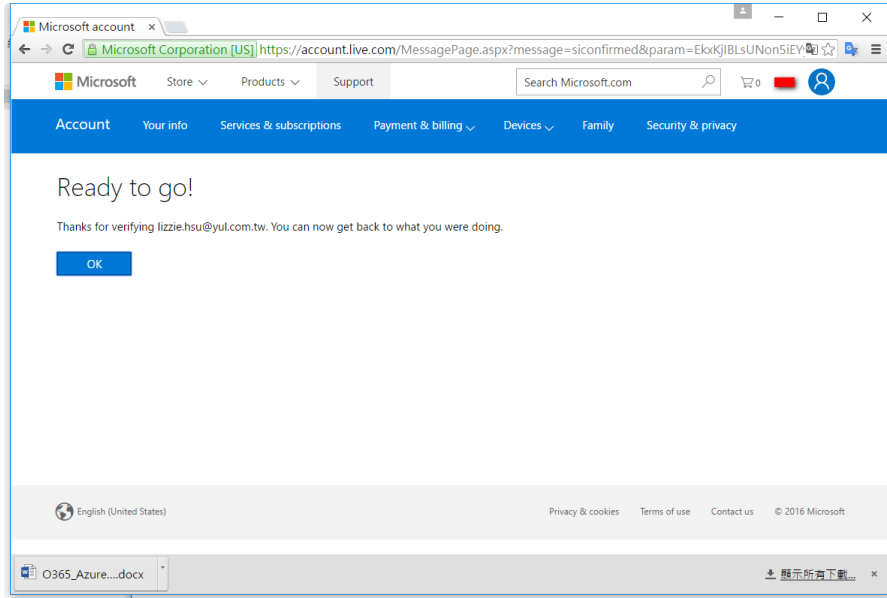 Microsoft account
Microsoft Corporation [US] https://account.live.com/MessagePage.aspx?message=siconfirmed&param=EkxKjIBLsUNon5iEY
Microsoft Store Products Support Search Microsoft.com 0
Account Your info Services & subscriptions Payment & billing Devices Family Security & privacy
Ready to go!
Thanks for verifying lizzie.hsu@yul.com.tw. You can now get back to what you were doing.
OK
English (United States) Privacy & cookies Terms of use Contact us © 2016 Microsoft
O365_Azure....docx 顯示所有下載...